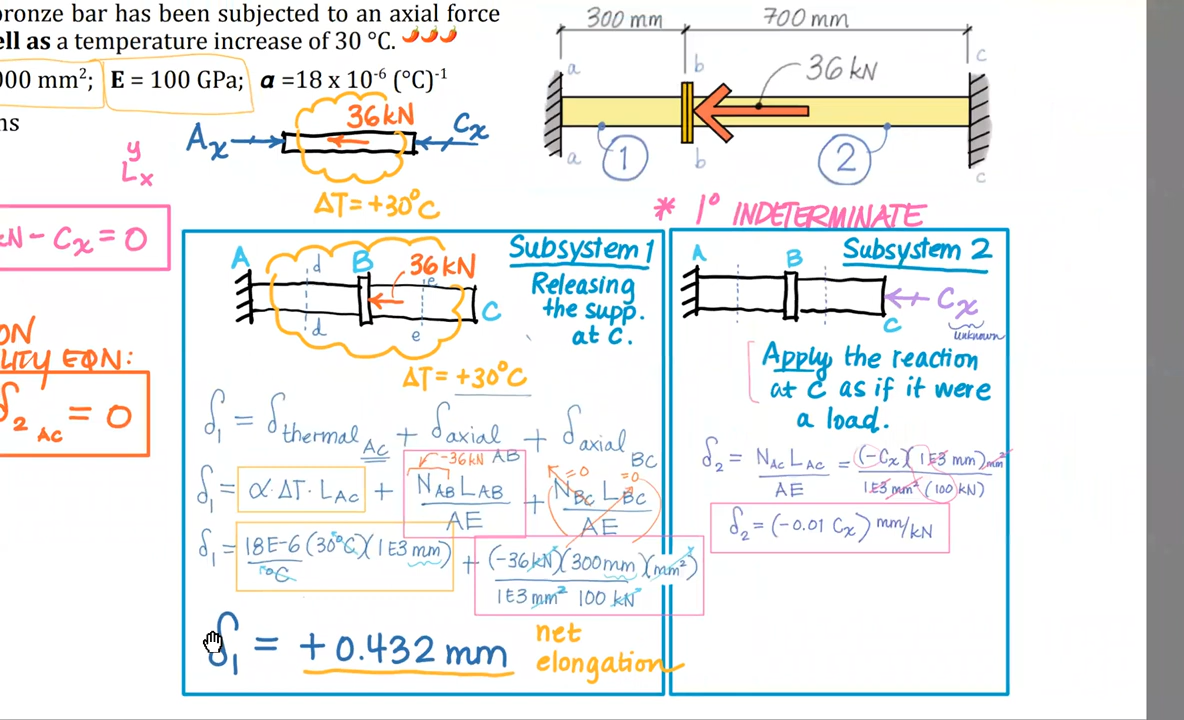 bronze bar has been subjected to an axial force
ell as a temperature increase of 30 °C.
000 mm²; E = 100 GPa; α =18 x 10⁻⁶ (°C)⁻¹
ns
y
x
36kN
Ax
Cx
ΔT = +30°C
300 mm
700 mm
a
b
c
36 kN
1
2
a
b
c
* 1° INDETERMINATE
kN - Cx = 0
ON
LITY EQN:
δ2 AC = 0
Subsystem 1
Releasing
the supp.
at C.
A
B
C
d
d
e
e
36kN
ΔT = +30°C
δ1 = δthermal AC + δaxial AB + δaxial BC
-36kN
=0
=0
δ1 = α·ΔT·LAC + NAB LAB / AE + NBC LBC / AE
δ1 = 18E-6 (30°C)(1E3 mm) / °C + (-36kN)(300mm)(mm²) / 1E3 mm² 100 kN
δ1 = +0.432 mm
net
elongation
Subsystem 2
A
B
C
Cx
unknown
Apply the reaction
at C as if it were
a load.
δ2 = NAC LAC / AE = (-Cx)(1E3 mm) mm² / 1E3 mm² (100 kN)
δ2 = (-0.01 Cx) mm/kN